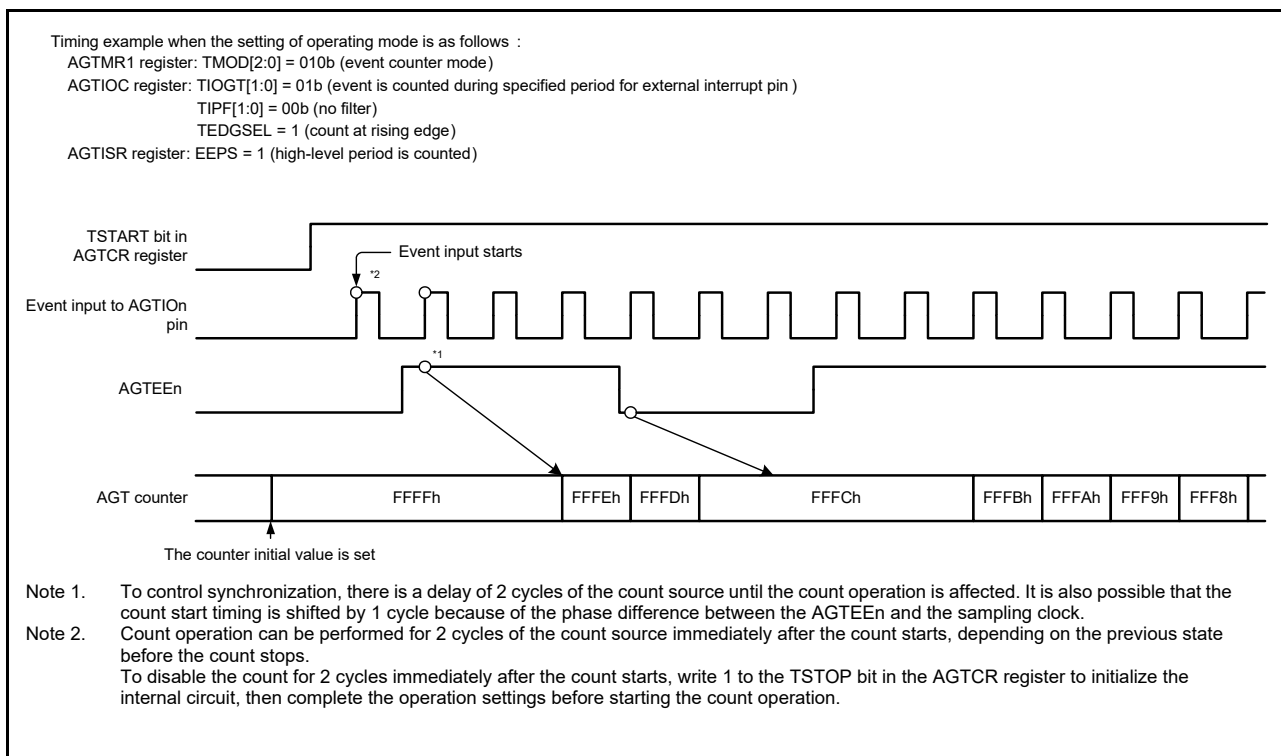 Timing example when the setting of operating mode is as follows :
AGTMR1 register: TMOD[2:0] = 010b (event counter mode)
AGTIOC register: TIOGT[1:0] = 01b (event is counted during specified period for external interrupt pin )
TIPF[1:0] = 00b (no filter)
TEDGSEL = 1 (count at rising edge)
AGTISR register: EEPS = 1 (high-level period is counted)
TSTART bit in
AGTCR register
Event input starts
*2
Event input to AGTIOn
pin
*1
AGTEEn
AGT counter
FFFFh
FFFEh
FFFDh
FFFCh
FFFBh
FFFAh
FFF9h
FFF8h
The counter initial value is set
Note 1. To control synchronization, there is a delay of 2 cycles of the count source until the count operation is affected. It is also possible that the
count start timing is shifted by 1 cycle because of the phase difference between the AGTEEn and the sampling clock.
Note 2. Count operation can be performed for 2 cycles of the count source immediately after the count starts, depending on the previous state
before the count stops.
To disable the count for 2 cycles immediately after the count starts, write 1 to the TSTOP bit in the AGTCR register to initialize the
internal circuit, then complete the operation settings before starting the count operation.